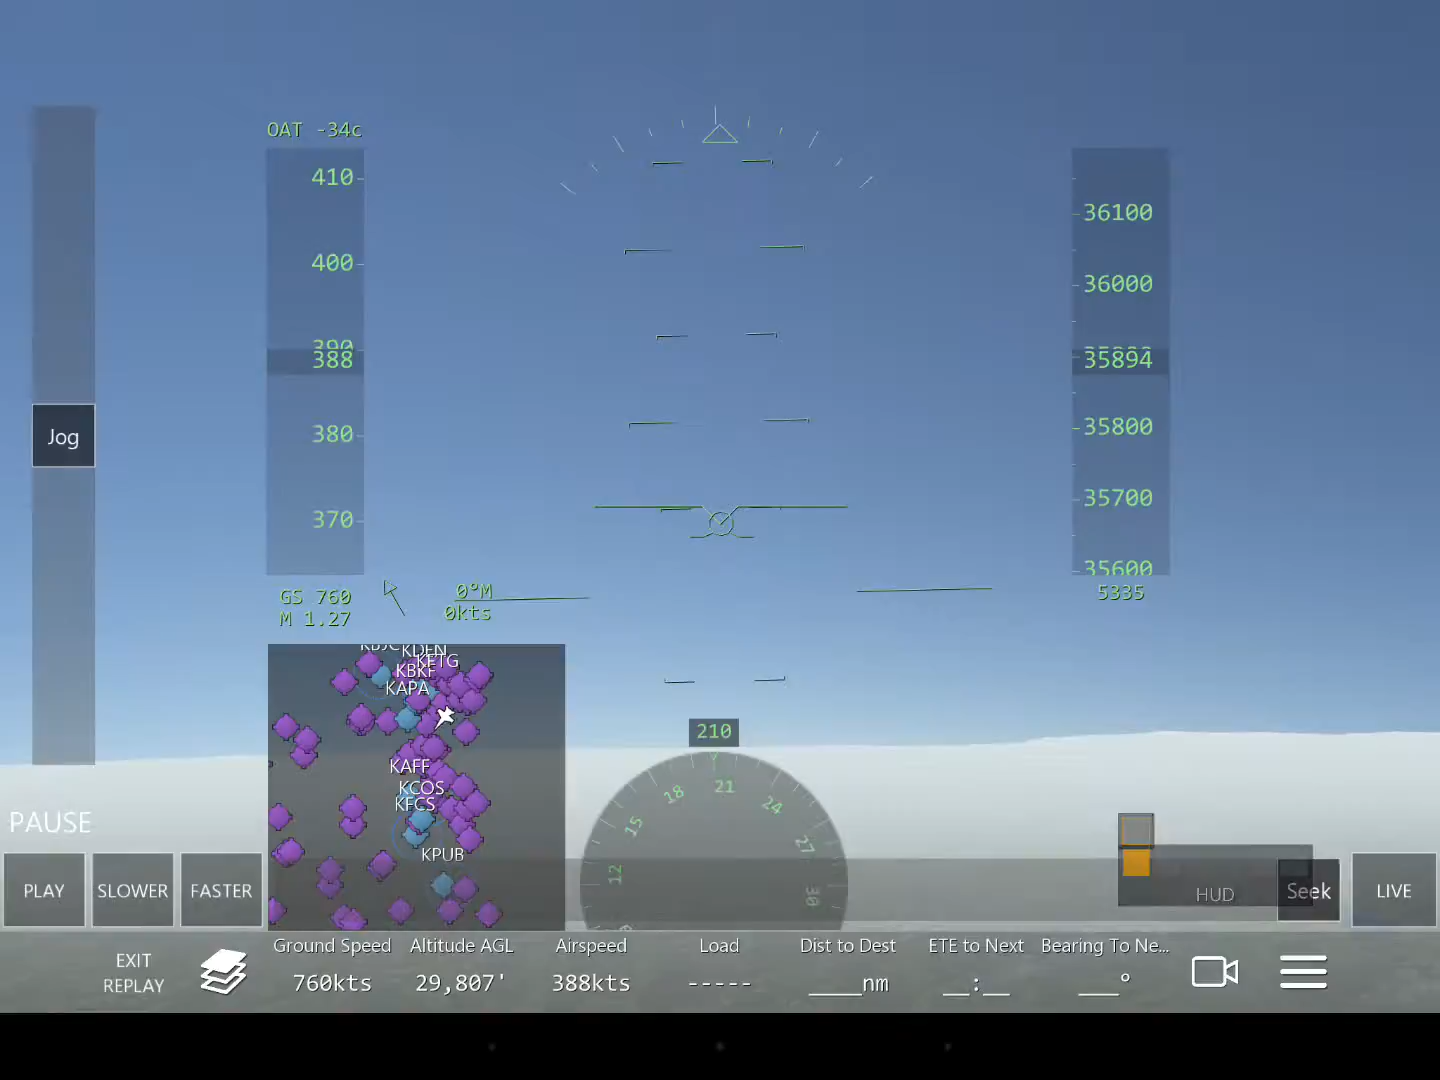 OAT -34c
410
400
390
388
380
370
36100
36000
35894
35800
35700
35600
5335
GS 760
M 1.27
0°M
0kts
KDEN
KFTG
KBKF
KAPA
KAFF
KCOS
KFCS
KPUB
210
12
15
18
21
24
27
30
Jog
PAUSE
PLAY
SLOWER
FASTER
HUD
Seek
LIVE
EXIT
REPLAY
Ground Speed
760kts
Altitude AGL
29,807'
Airspeed
388kts
Load
-----
Dist to Dest
____nm
ETE to Next
__:__
Bearing To Ne...
___°